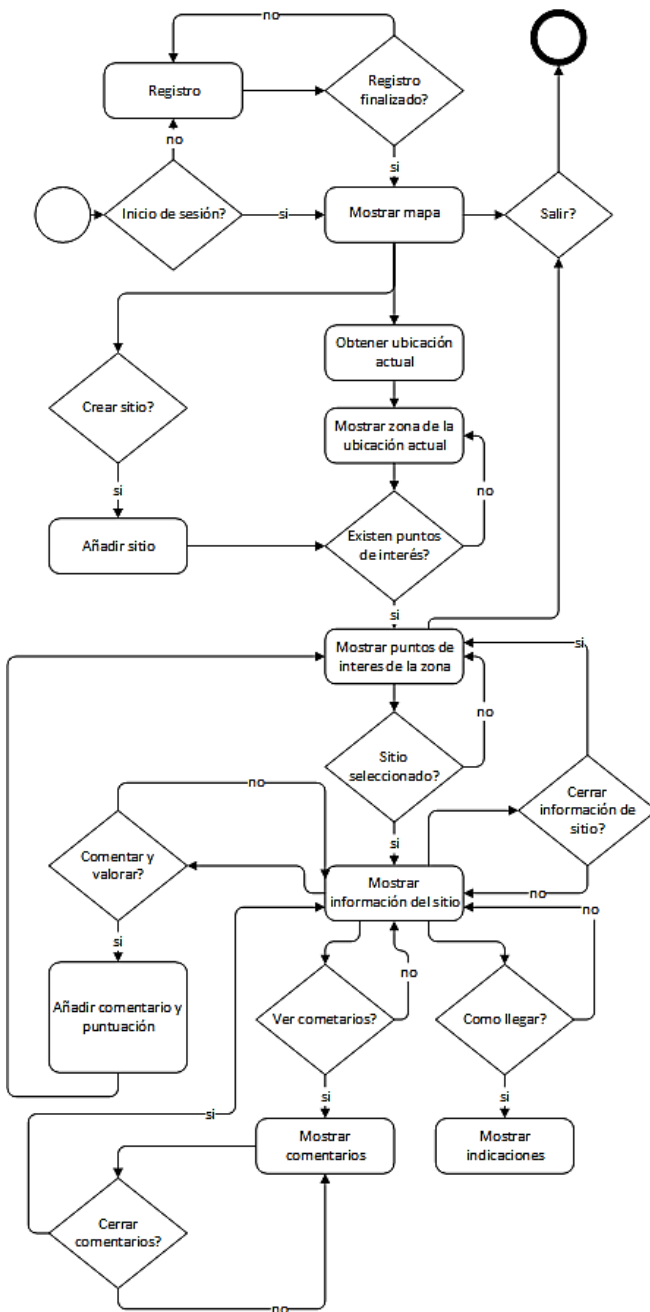 no
Registro
Registro
finalizado?
no
si
Inicio de sesión?
si
Mostrar mapa
Salir?
Obtener ubicación
actual
Crear sitio?
Mostrar zona de la
ubicación actual
si
no
Añadir sitio
Existen puntos
de interés?
si
Mostrar puntos de
interes de la zona
si
no
Sitio
seleccionado?
no
Cerrar
información de
sitio?
si
Comentar y
valorar?
Mostrar
información del sitio
no
no
si
no
Añadir comentario y
puntuación
Ver cometarios?
Como llegar?
si
si
si
Mostrar
comentarios
Mostrar
indicaciones
Cerrar
comentarios?
no